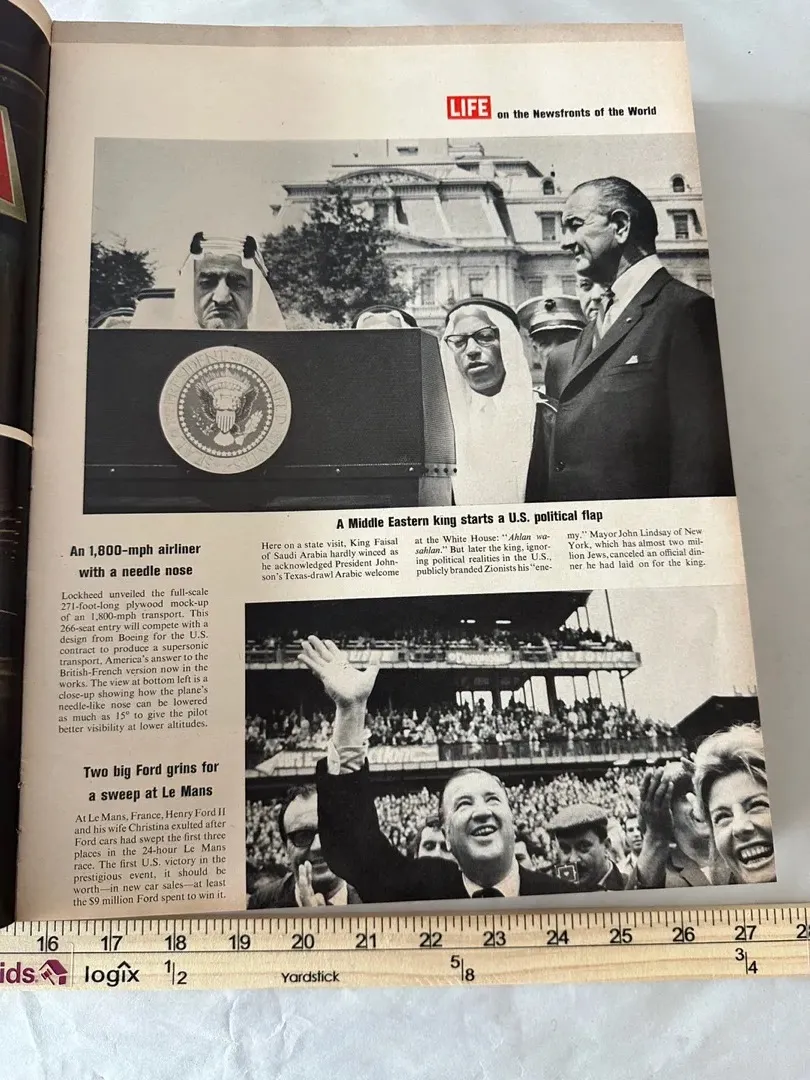 LIFE on the Newsfronts of the World
A Middle Eastern king starts a U.S. political flap
Here on a state visit, King Faisal
of Saudi Arabia hardly winced as
he acknowledged President John-
son's Texas-drawl Arabic welcome
at the White House: "Ahlan wa-
sahlan." But later the king, ignor-
ing political realities in the U.S.,
publicly branded Zionists his "ene-
my." Mayor John Lindsay of New
York, which has almost two mil-
lion Jews, canceled an official din-
ner he had laid on for the king.
An 1,800-mph airliner
with a needle nose
Lockheed unveiled the full-scale
271-foot-long plywood mock-up
of an 1,800-mph transport. This
266-seat entry will compete with a
design from Boeing for the U.S.
contract to produce a supersonic
transport, America's answer to the
British-French version now in the
works. The view at bottom left is a
close-up showing how the plane's
needle-like nose can be lowered
as much as 15° to give the pilot
better visibility at lower altitudes.
Two big Ford grins for
a sweep at Le Mans
At Le Mans, France, Henry Ford II
and his wife Christina exulted after
Ford cars had swept the first three
places in the 24-hour Le Mans
race. The first U.S. victory in the
prestigious event, it should be
worth—in new car sales—at least
the $9 million Ford spent to win it.
16 17 18 19 20 21 22 23 24 25 26 27
ids logix 1/2 Yardstick 5/8 3/4